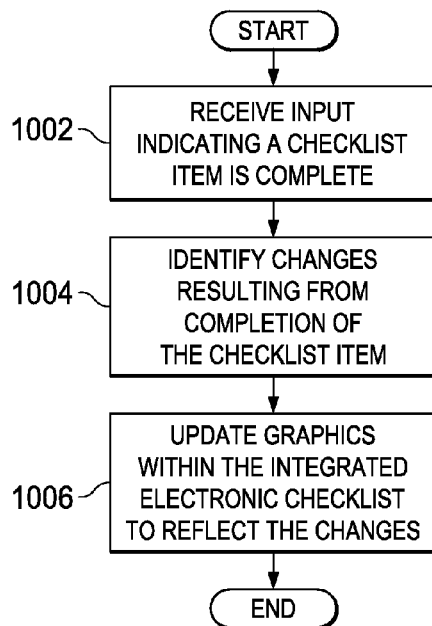 START
1002
RECEIVE INPUT
INDICATING A CHECKLIST
ITEM IS COMPLETE
1004
IDENTIFY CHANGES
RESULTING FROM
COMPLETION OF
THE CHECKLIST ITEM
1006
UPDATE GRAPHICS
WITHIN THE INTEGRATED
ELECTRONIC CHECKLIST
TO REFLECT THE CHANGES
END